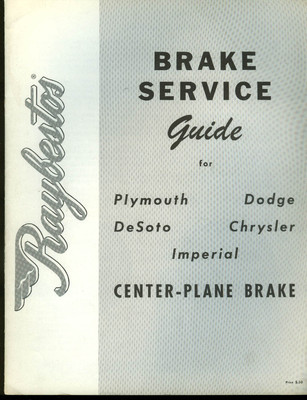 Raybestos
BRAKE
SERVICE
Guide
for
Plymouth Dodge
DeSoto Chrysler
Imperial
CENTER-PLANE BRAKE